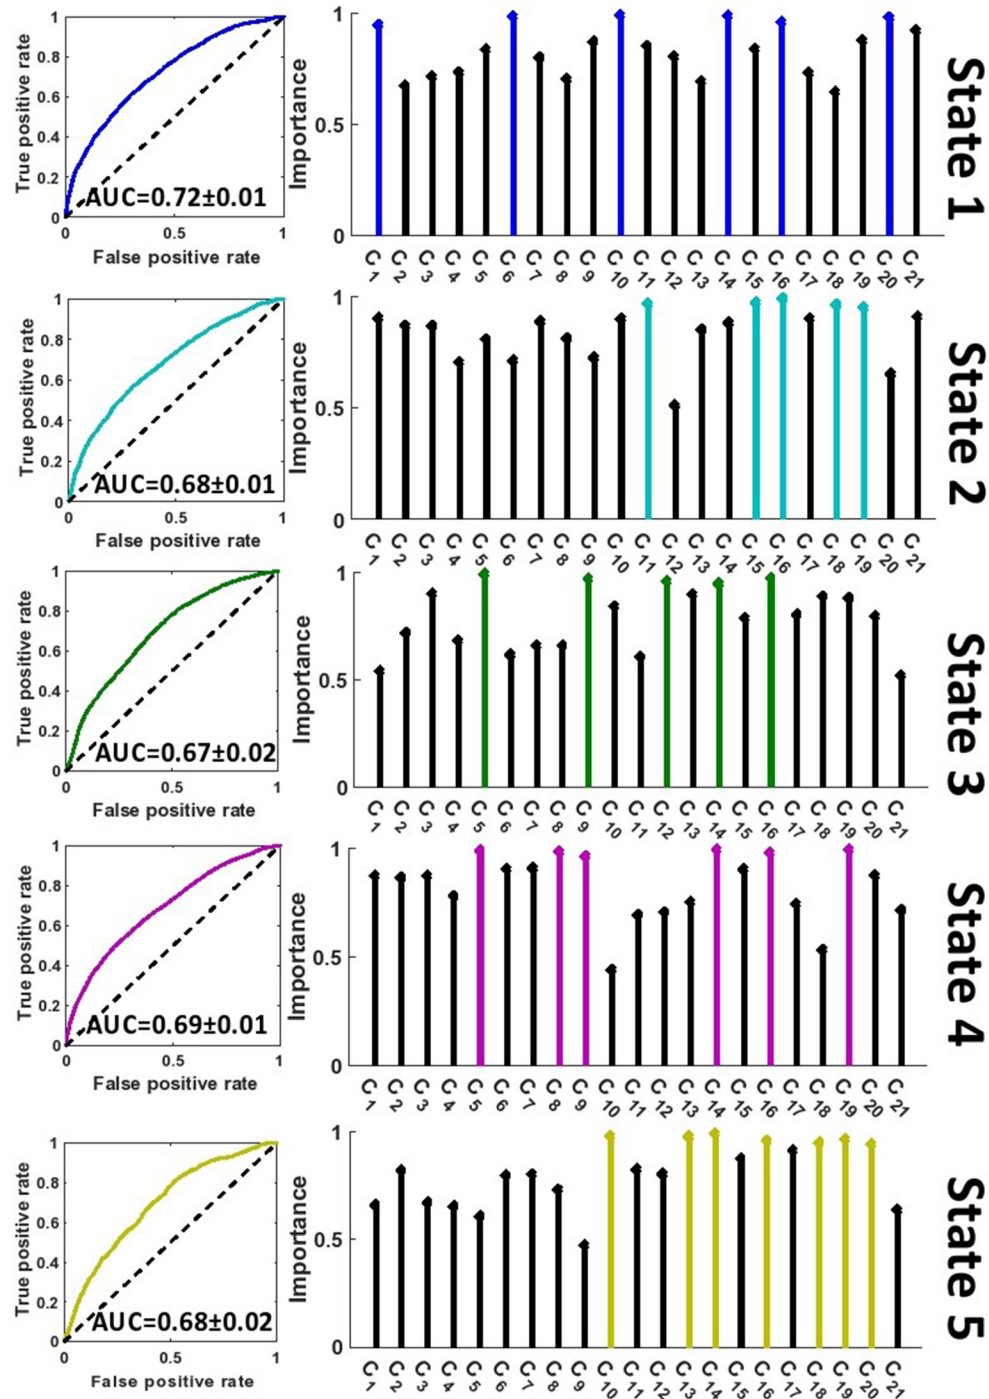 True positive rate
1
0.8
0.6
0.4
0.2
0
AUC=0.72±0.01
0 0.5 1
False positive rate
Importance
1
0.5
0
C1 C2 C3 C4 C5 C6 C7 C8 C9 C10 C11 C12 C13 C14 C15 C16 C17 C18 C19 C20 C21
State 1
True positive rate
1
0.8
0.6
0.4
0.2
0
AUC=0.68±0.01
0 0.5 1
False positive rate
Importance
1
0.5
0
C1 C2 C3 C4 C5 C6 C7 C8 C9 C10 C11 C12 C13 C14 C15 C16 C17 C18 C19 C20 C21
State 2
True positive rate
1
0.8
0.6
0.4
0.2
0
AUC=0.67±0.02
0 0.5 1
False positive rate
Importance
1
0.5
0
C1 C2 C3 C4 C5 C6 C7 C8 C9 C10 C11 C12 C13 C14 C15 C16 C17 C18 C19 C20 C21
State 3
True positive rate
1
0.8
0.6
0.4
0.2
0
AUC=0.69±0.01
0 0.5 1
False positive rate
Importance
1
0.5
0
C1 C2 C3 C4 C5 C6 C7 C8 C9 C10 C11 C12 C13 C14 C15 C16 C17 C18 C19 C20 C21
State 4
True positive rate
1
0.8
0.6
0.4
0.2
0
AUC=0.68±0.02
0 0.5 1
False positive rate
Importance
1
0.5
0
C1 C2 C3 C4 C5 C6 C7 C8 C9 C10 C11 C12 C13 C14 C15 C16 C17 C18 C19 C20 C21
State 5